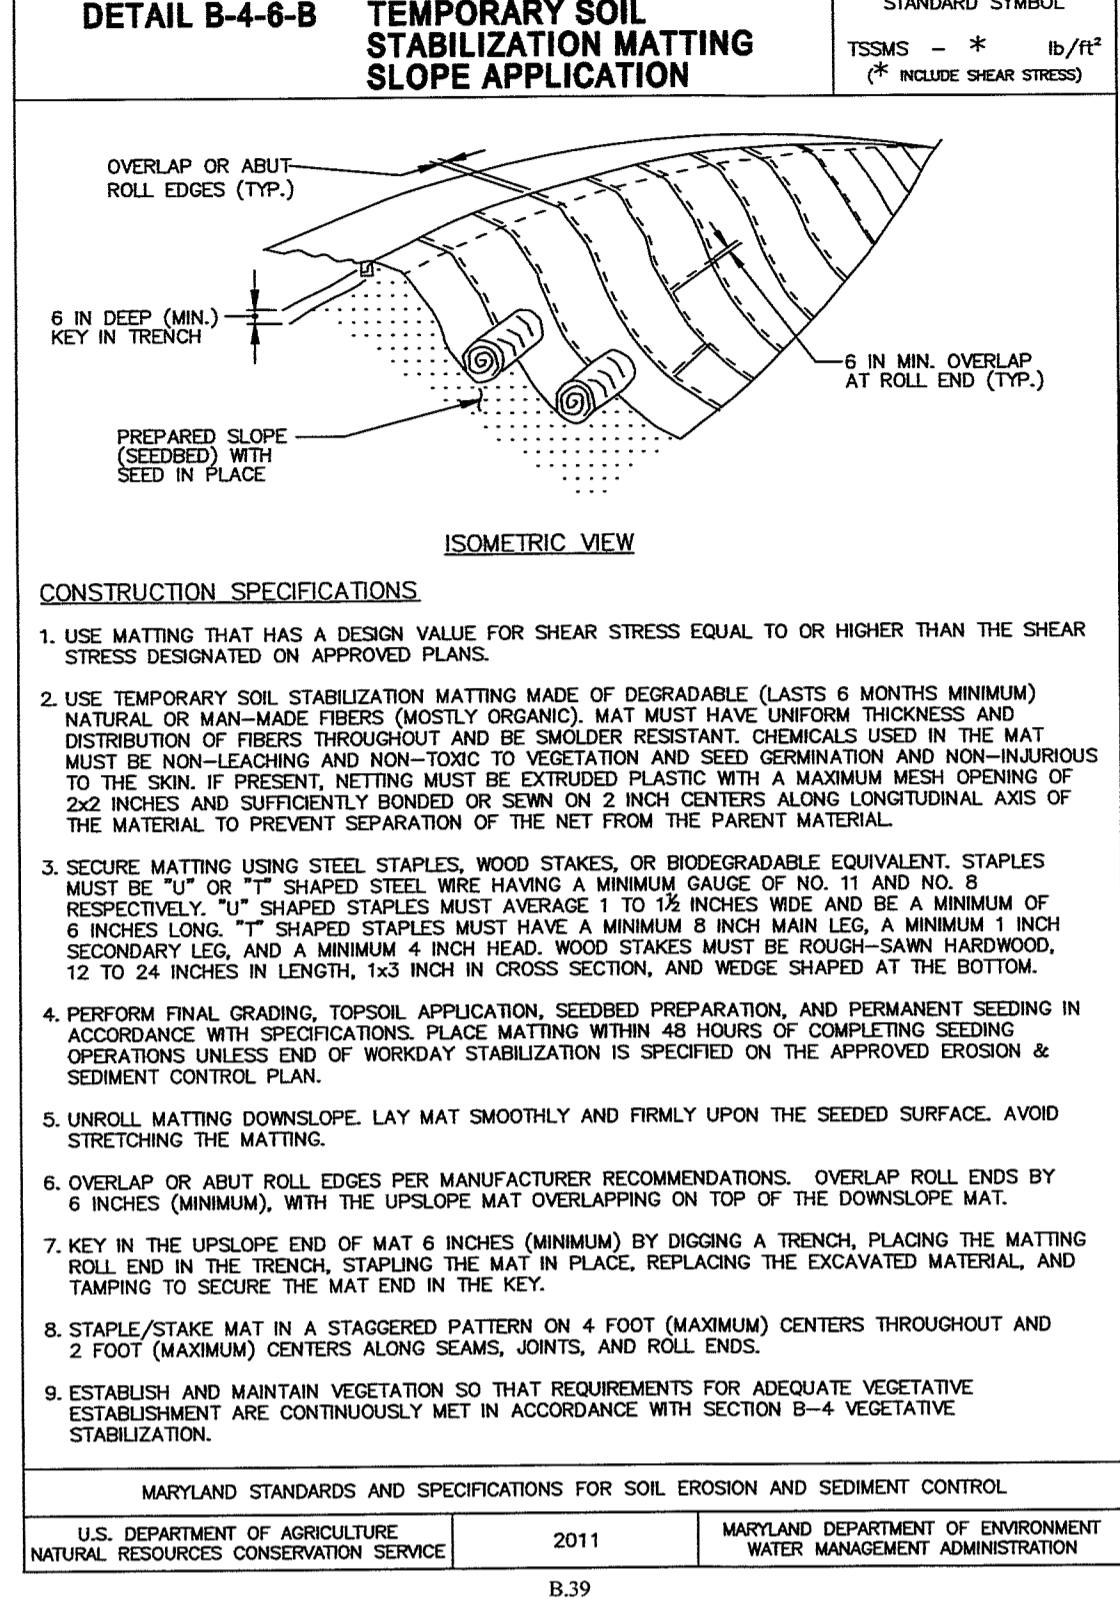 DETAIL B-4-6-B TEMPORARY SOIL
STABILIZATION MATTING
SLOPE APPLICATION
STANDARD SYMBOL
TSSMS – * lb/ft²
(* INCLUDE SHEAR STRESS)
OVERLAP OR ABUT
ROLL EDGES (TYP.)
6 IN DEEP (MIN.)
KEY IN TRENCH
6 IN MIN. OVERLAP
AT ROLL END (TYP.)
PREPARED SLOPE
(SEEDBED) WITH
SEED IN PLACE
ISOMETRIC VIEW
CONSTRUCTION SPECIFICATIONS
1. USE MATTING THAT HAS A DESIGN VALUE FOR SHEAR STRESS EQUAL TO OR HIGHER THAN THE SHEAR
STRESS DESIGNATED ON APPROVED PLANS.
2. USE TEMPORARY SOIL STABILIZATION MATTING MADE OF DEGRADABLE (LASTS 6 MONTHS MINIMUM)
NATURAL OR MAN-MADE FIBERS (MOSTLY ORGANIC). MAT MUST HAVE UNIFORM THICKNESS AND
DISTRIBUTION OF FIBERS THROUGHOUT AND BE SMOLDER RESISTANT. CHEMICALS USED IN THE MAT
MUST BE NON-LEACHING AND NON-TOXIC TO VEGETATION AND SEED GERMINATION AND NON-INJURIOUS
TO THE SKIN. IF PRESENT, NETTING MUST BE EXTRUDED PLASTIC WITH A MAXIMUM MESH OPENING OF
2x2 INCHES AND SUFFICIENTLY BONDED OR SEWN ON 2 INCH CENTERS ALONG LONGITUDINAL AXIS OF
THE MATERIAL TO PREVENT SEPARATION OF THE NET FROM THE PARENT MATERIAL.
3. SECURE MATTING USING STEEL STAPLES, WOOD STAKES, OR BIODEGRADABLE EQUIVALENT. STAPLES
MUST BE "U" OR "T" SHAPED STEEL WIRE HAVING A MINIMUM GAUGE OF NO. 11 AND NO. 8
RESPECTIVELY. "U" SHAPED STAPLES MUST AVERAGE 1 TO 1½ INCHES WIDE AND BE A MINIMUM OF
6 INCHES LONG. "T" SHAPED STAPLES MUST HAVE A MINIMUM 8 INCH MAIN LEG, A MINIMUM 1 INCH
SECONDARY LEG, AND A MINIMUM 4 INCH HEAD. WOOD STAKES MUST BE ROUGH-SAWN HARDWOOD,
12 TO 24 INCHES IN LENGTH, 1x3 INCH IN CROSS SECTION, AND WEDGE SHAPED AT THE BOTTOM.
4. PERFORM FINAL GRADING, TOPSOIL APPLICATION, SEEDBED PREPARATION, AND PERMANENT SEEDING IN
ACCORDANCE WITH SPECIFICATIONS. PLACE MATTING WITHIN 48 HOURS OF COMPLETING SEEDING
OPERATIONS UNLESS END OF WORKDAY STABILIZATION IS SPECIFIED ON THE APPROVED EROSION &
SEDIMENT CONTROL PLAN.
5. UNROLL MATTING DOWNSLOPE. LAY MAT SMOOTHLY AND FIRMLY UPON THE SEEDED SURFACE. AVOID
STRETCHING THE MATTING.
6. OVERLAP OR ABUT ROLL EDGES PER MANUFACTURER RECOMMENDATIONS. OVERLAP ROLL ENDS BY
6 INCHES (MINIMUM), WITH THE UPSLOPE MAT OVERLAPPING ON TOP OF THE DOWNSLOPE MAT.
7. KEY IN THE UPSLOPE END OF MAT 6 INCHES (MINIMUM) BY DIGGING A TRENCH, PLACING THE MATTING
ROLL END IN THE TRENCH, STAPLING THE MAT IN PLACE, REPLACING THE EXCAVATED MATERIAL, AND
TAMPING TO SECURE THE MAT END IN THE KEY.
8. STAPLE/STAKE MAT IN A STAGGERED PATTERN ON 4 FOOT (MAXIMUM) CENTERS THROUGHOUT AND
2 FOOT (MAXIMUM) CENTERS ALONG SEAMS, JOINTS, AND ROLL ENDS.
9. ESTABLISH AND MAINTAIN VEGETATION SO THAT REQUIREMENTS FOR ADEQUATE VEGETATIVE
ESTABLISHMENT ARE CONTINUOUSLY MET IN ACCORDANCE WITH SECTION B-4 VEGETATIVE
STABILIZATION.
MARYLAND STANDARDS AND SPECIFICATIONS FOR SOIL EROSION AND SEDIMENT CONTROL
U.S. DEPARTMENT OF AGRICULTURE
NATURAL RESOURCES CONSERVATION SERVICE
2011
MARYLAND DEPARTMENT OF ENVIRONMENT
WATER MANAGEMENT ADMINISTRATION
B.39